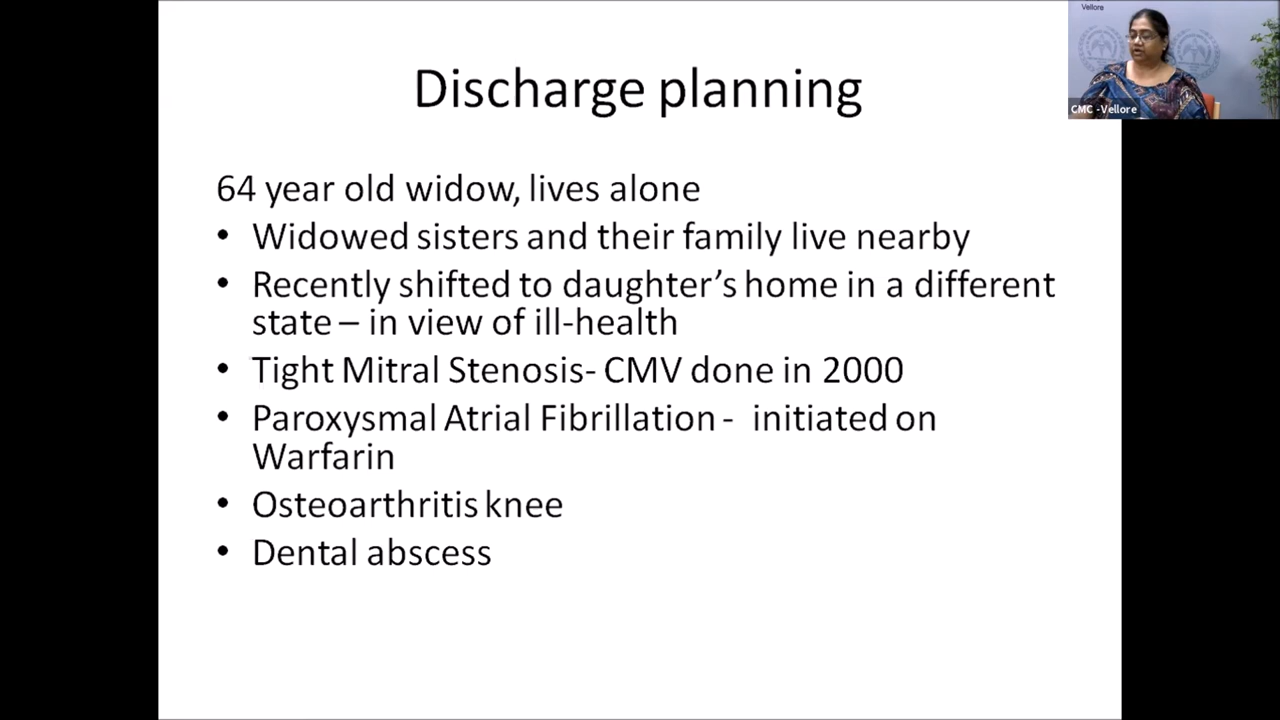 Vellore
CMC -Vellore
Discharge planning
64 year old widow, lives alone
• Widowed sisters and their family live nearby
• Recently shifted to daughter’s home in a different
state – in view of ill-health
• Tight Mitral Stenosis- CMV done in 2000
• Paroxysmal Atrial Fibrillation - initiated on
Warfarin
• Osteoarthritis knee
• Dental abscess